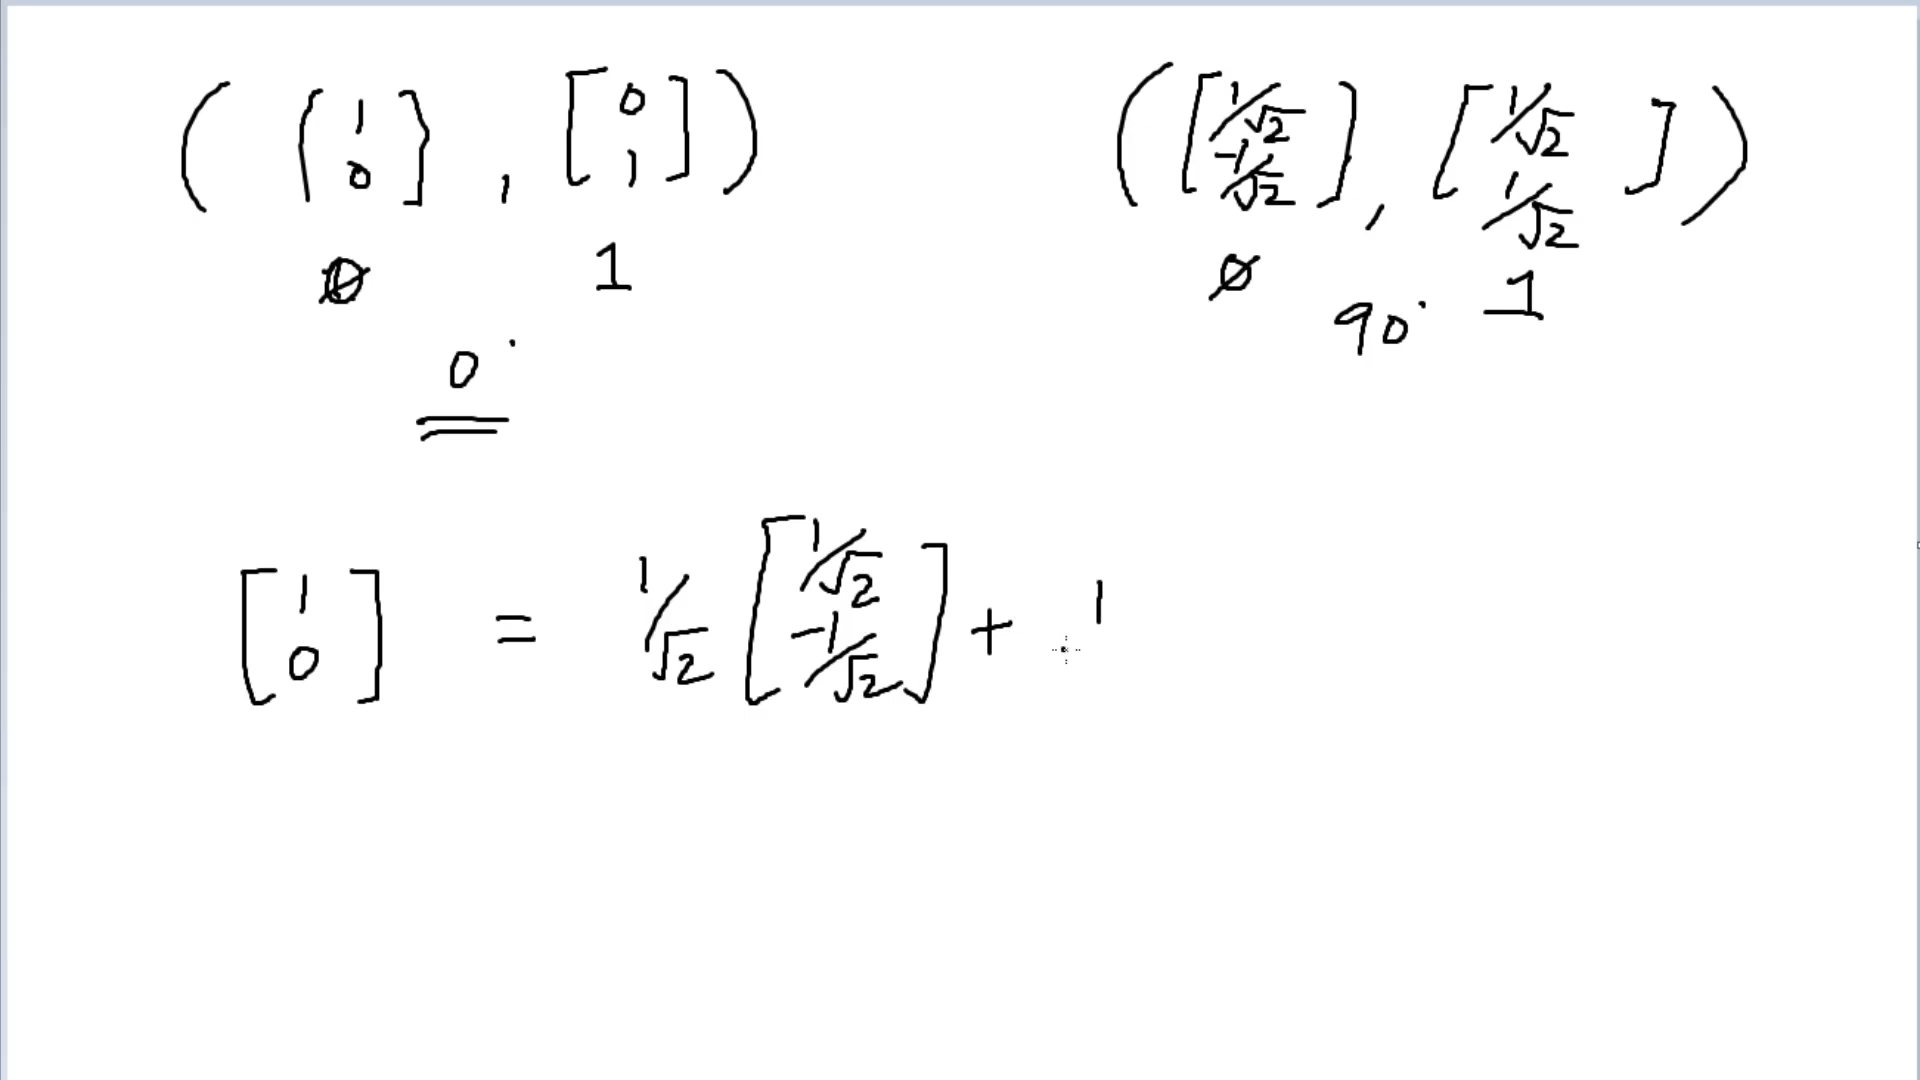 ( [ 1 0 ] , [ 0 1 ] ) ( [ 1/√2 -1/√2 ] , [ 1/√2 1/√2 ] )
0 1 0 1
0° 90°
[ 1 0 ] = 1/√2 [ 1/√2 -1/√2 ] + 1